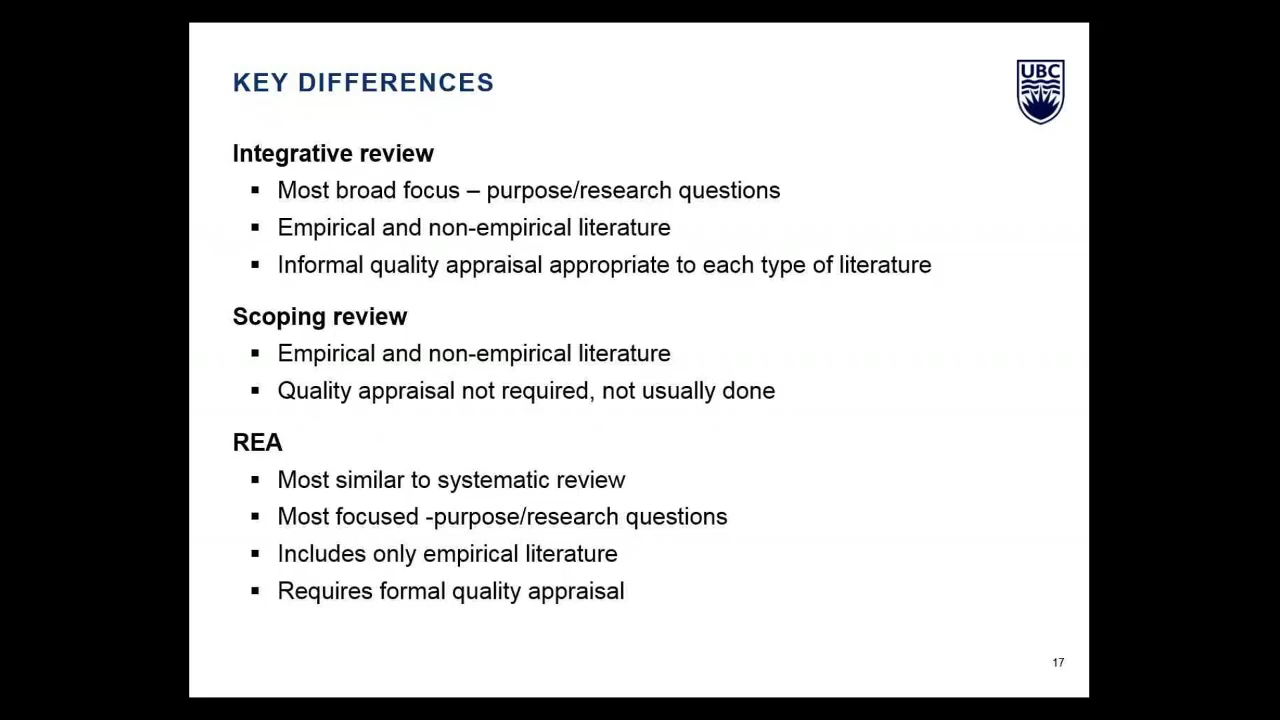 KEY DIFFERENCES
UBC
Integrative review
▪ Most broad focus – purpose/research questions
▪ Empirical and non-empirical literature
▪ Informal quality appraisal appropriate to each type of literature
Scoping review
▪ Empirical and non-empirical literature
▪ Quality appraisal not required, not usually done
REA
▪ Most similar to systematic review
▪ Most focused -purpose/research questions
▪ Includes only empirical literature
▪ Requires formal quality appraisal
17